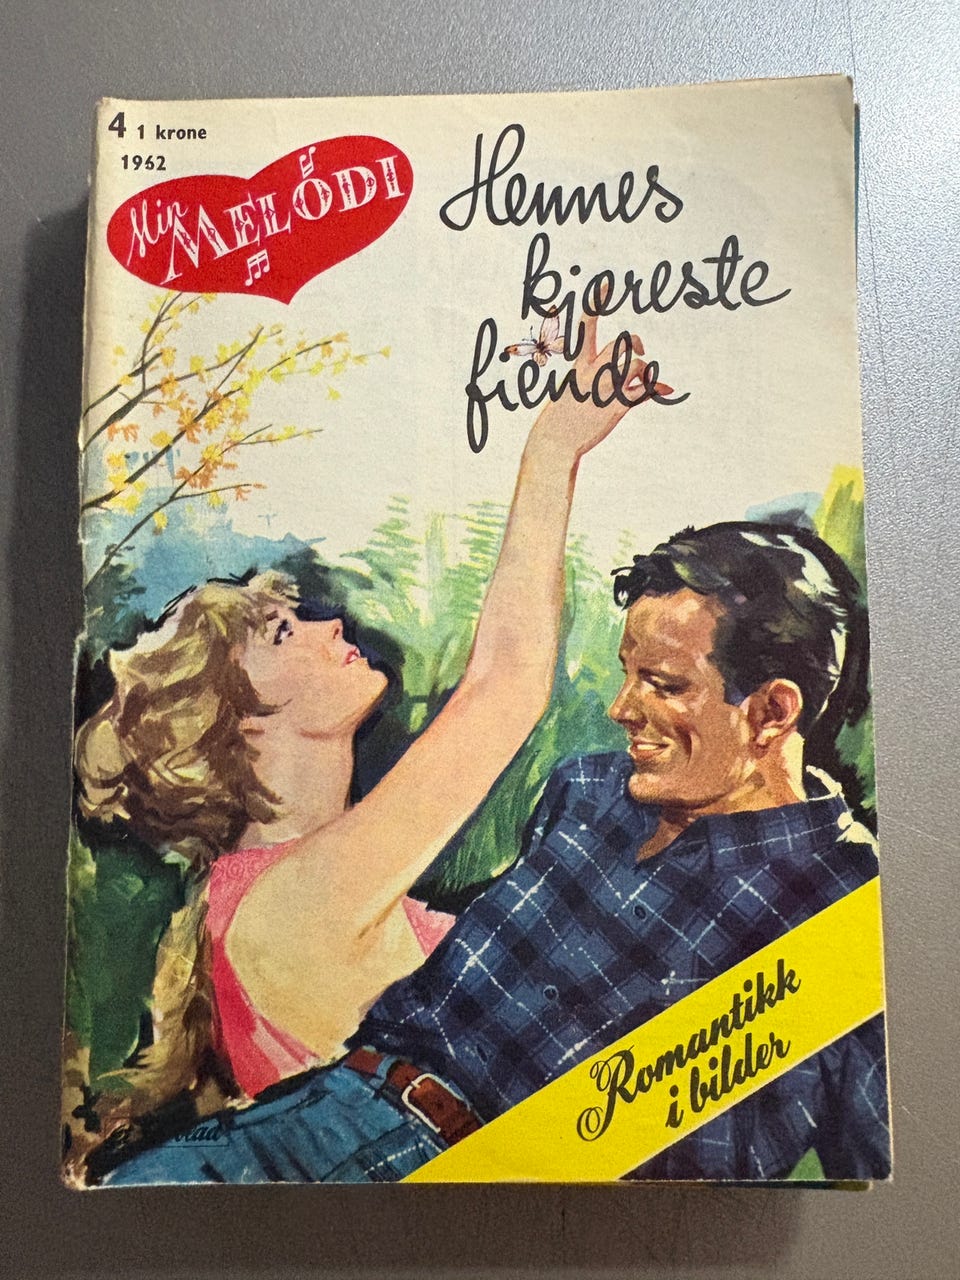 4 1 krone
1962
Min
MELODI
Hennes
kjæreste
fiende
Romantikk
i bilder